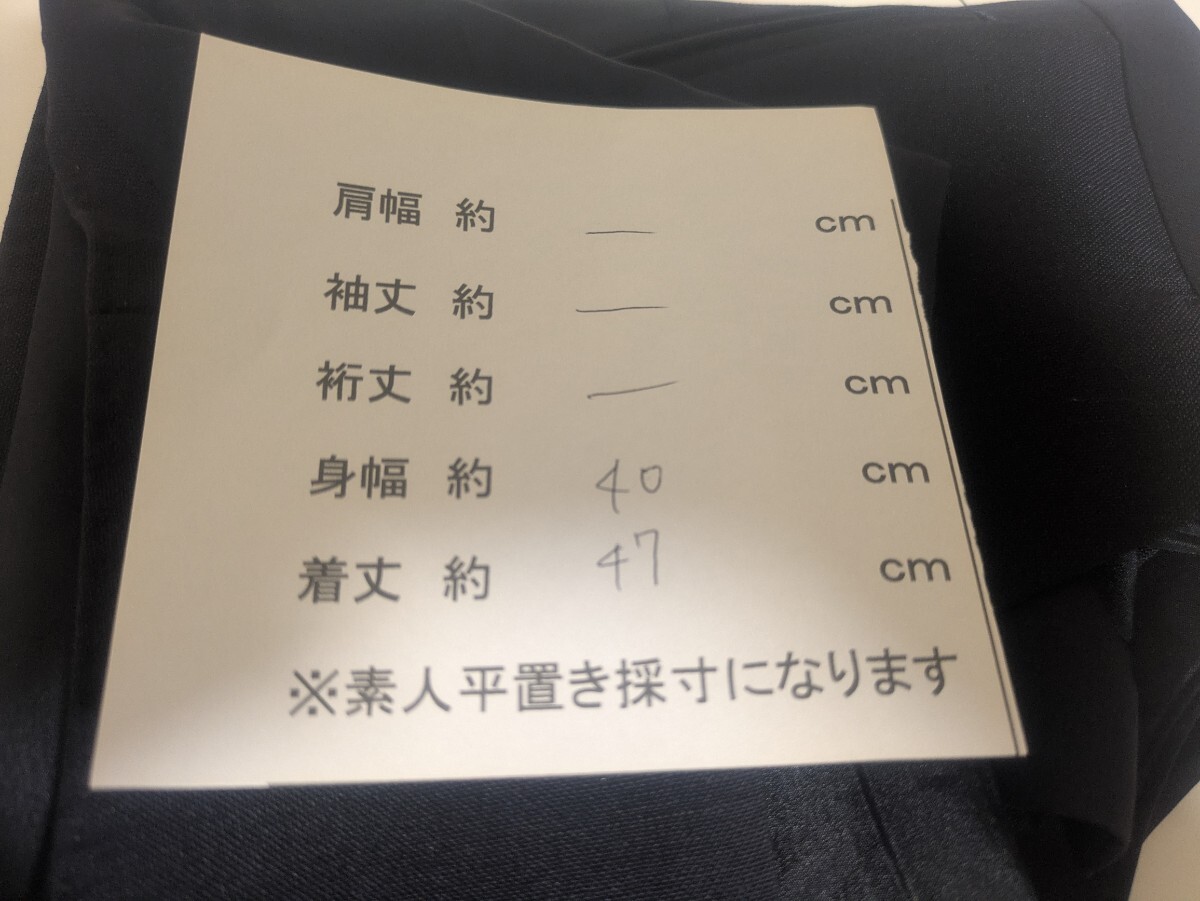 肩幅 約 ― cm
袖丈 約 ― cm
裄丈 約 ― cm
身幅 約 40 cm
着丈 約 47 cm
※素人平置き採寸になります